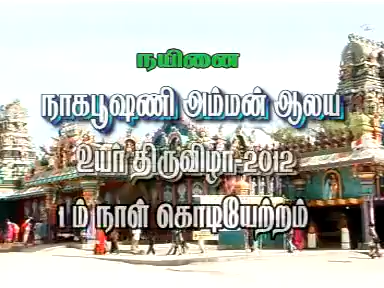 நயினை
நாகபூஷணி அம்மன் ஆலய
உயர் திருவிழா-2012
1 ம் நாள் கொடியேற்றம்